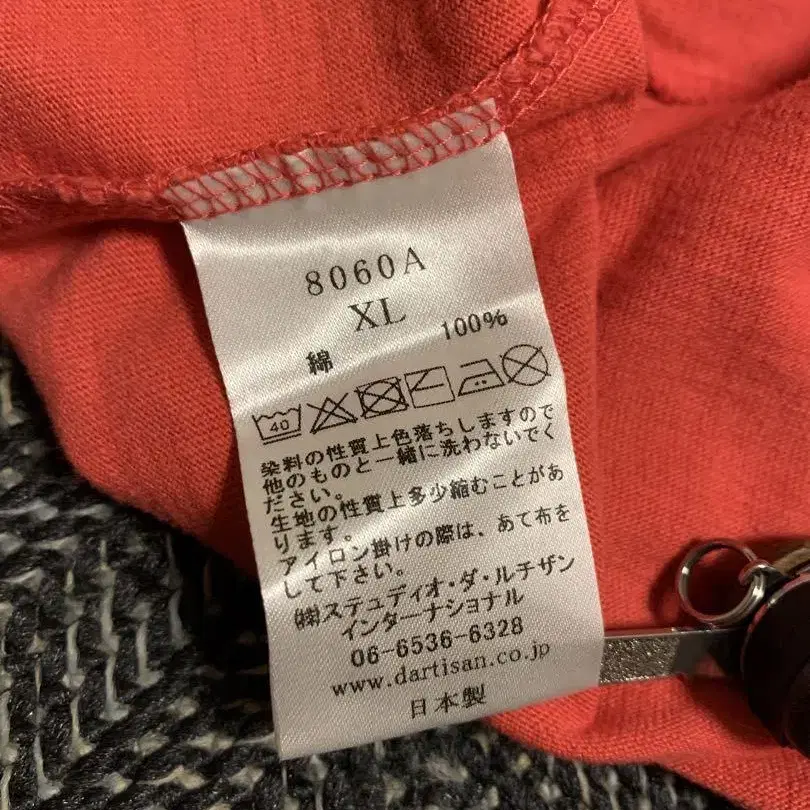 8060A
XL
綿 100%
40
染料の性質上色落ちしますので
他のものと一緒に洗わないでく
ださい。
生地の性質上多少縮むことがあ
ります。
アイロン掛けの際は、あて布を
して下さい。
㈱ステュディオ・ダ・ルチザン
インターナショナル
06-6536-6328
www.dartisan.co.jp
日本製